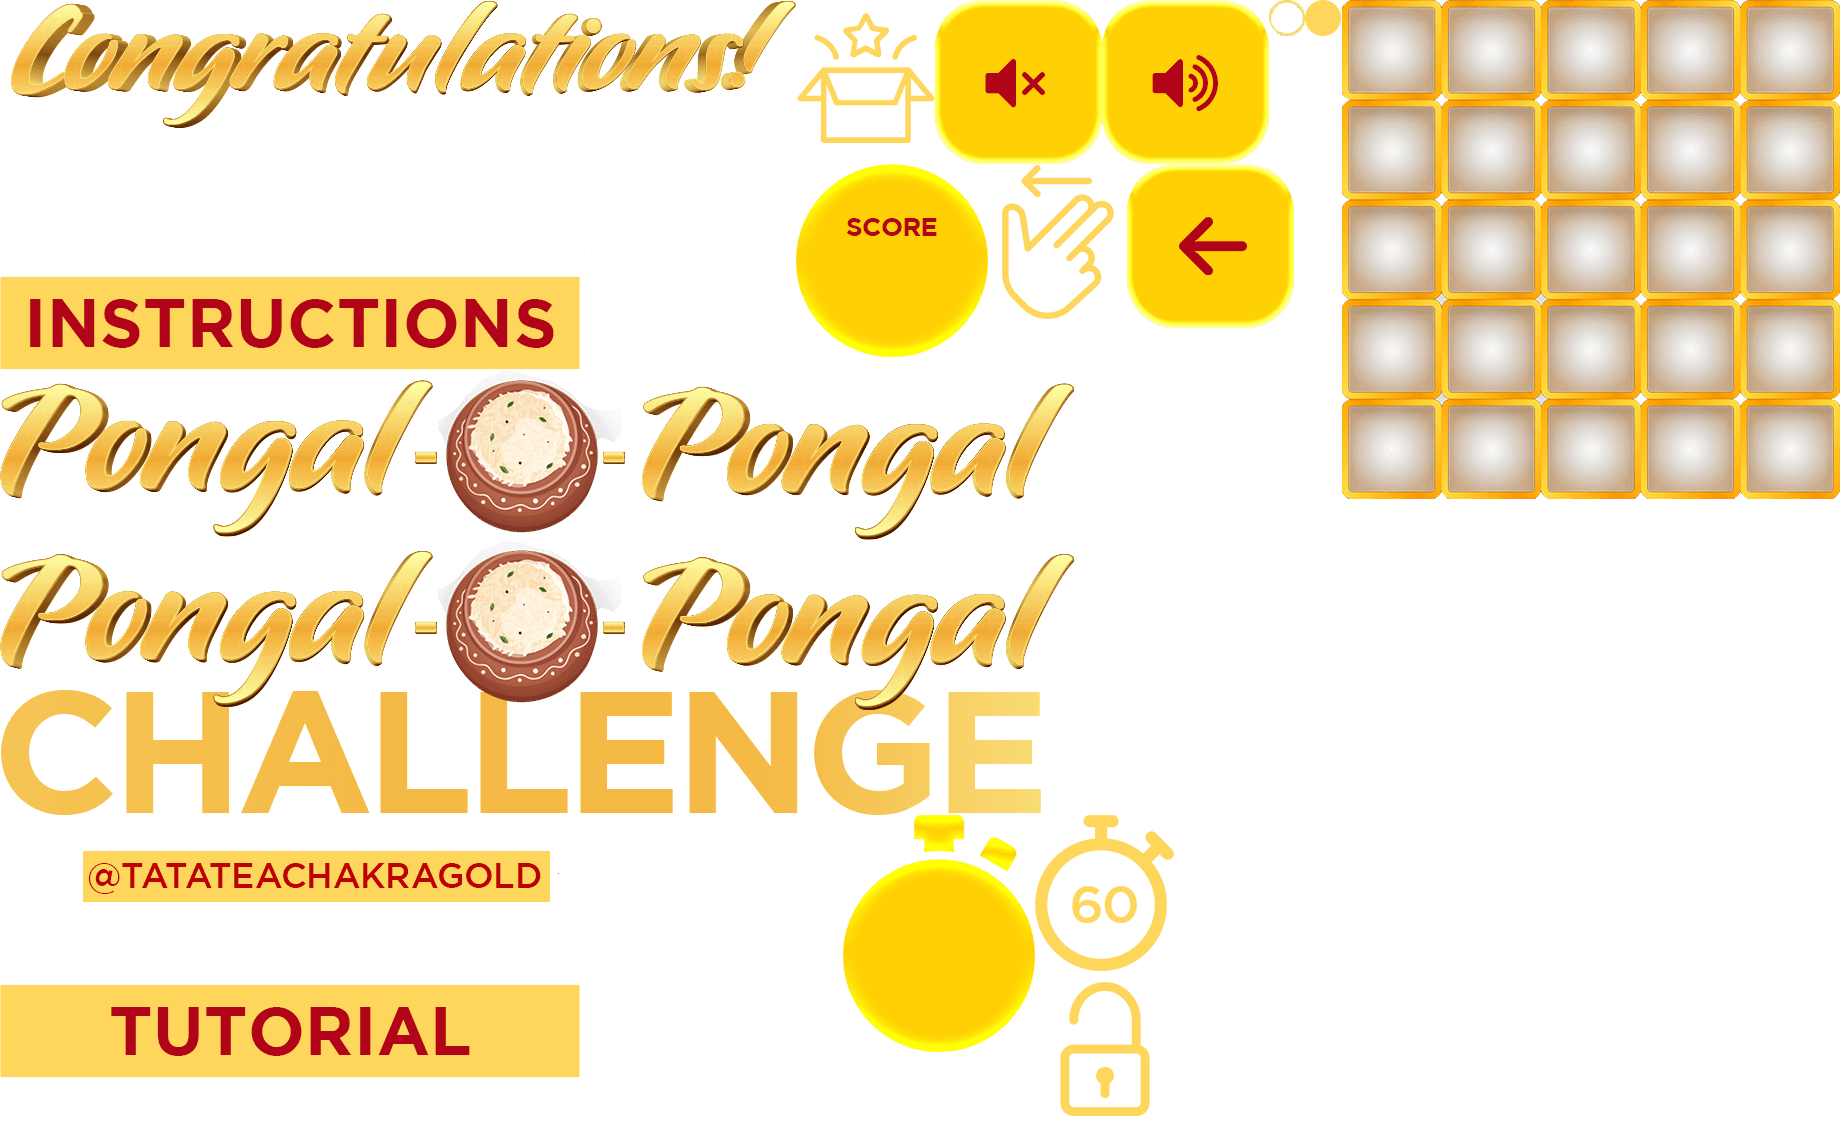 Congratulations!
SCORE
INSTRUCTIONS
Pongal-O-Pongal
Pongal-O-Pongal
CHALLENGE
@TATATEACHAKRAGOLD
60
TUTORIAL